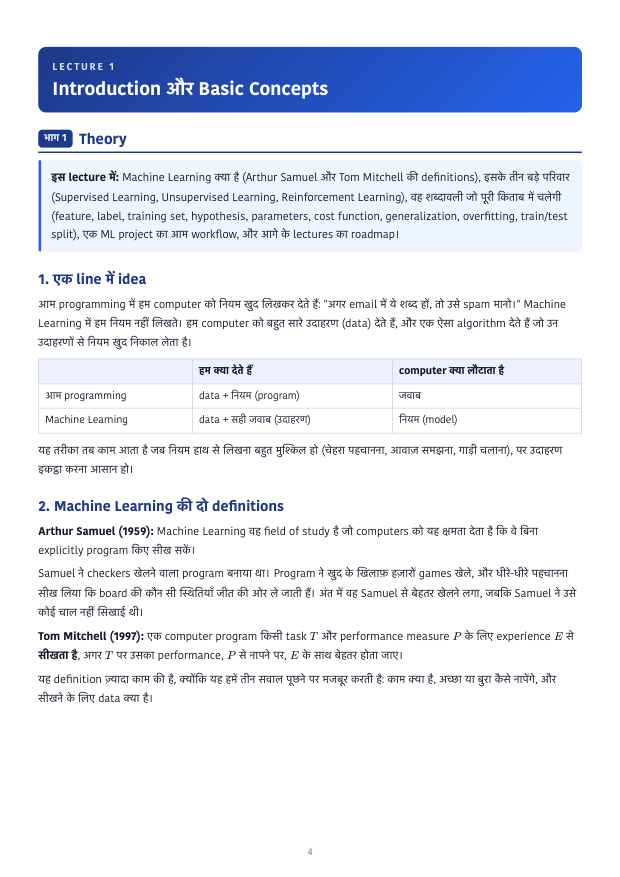 LECTURE 1
Introduction और Basic Concepts
भाग 1 Theory
इस lecture में: Machine Learning क्या है (Arthur Samuel और Tom Mitchell की definitions), इसके तीन बड़े परिवार
(Supervised Learning, Unsupervised Learning, Reinforcement Learning), वह शब्दावली जो पूरी किताब में चलेगी
(feature, label, training set, hypothesis, parameters, cost function, generalization, overfitting, train/test
split), एक ML project का आम workflow, और आगे के lectures का roadmap।
1. एक line में idea
आम programming में हम computer को नियम खुद लिखकर देते हैं: "अगर email में ये शब्द हों, तो उसे spam मानो।" Machine
Learning में हम नियम नहीं लिखते। हम computer को बहुत सारे उदाहरण (data) देते हैं, और एक ऐसा algorithm देते हैं जो उन
उदाहरणों से नियम खुद निकाल लेता है।
हम क्या देते हैं computer क्या लौटाता है
आम programming data + नियम (program) जवाब
Machine Learning data + सही जवाब (उदाहरण) नियम (model)
यह तरीका तब काम आता है जब नियम हाथ से लिखना बहुत मुश्किल हो (चेहरा पहचानना, आवाज़ समझना, गाड़ी चलाना), पर उदाहरण
इकट्ठा करना आसान हो।
2. Machine Learning की दो definitions
Arthur Samuel (1959): Machine Learning वह field of study है जो computers को यह क्षमता देता है कि वे बिना
explicitly program किए सीख सकें।
Samuel ने checkers खेलने वाला program बनाया था। Program ने खुद के खिलाफ़ हज़ारों games खेले, और धीरे-धीरे पहचानना
सीख लिया कि board की कौन सी स्थितियाँ जीत की ओर ले जाती हैं। अंत में वह Samuel से बेहतर खेलने लगा, जबकि Samuel ने उसे
कोई चाल नहीं सिखाई थी।
Tom Mitchell (1997): एक computer program किसी task T और performance measure P के लिए experience E से
सीखता है, अगर T पर उसका performance, P से नापने पर, E के साथ बेहतर होता जाए।
यह definition ज़्यादा काम की है, क्योंकि यह हमें तीन सवाल पूछने पर मजबूर करती है: काम क्या है, अच्छा या बुरा कैसे नापेंगे, और
सीखने के लिए data क्या है।
4